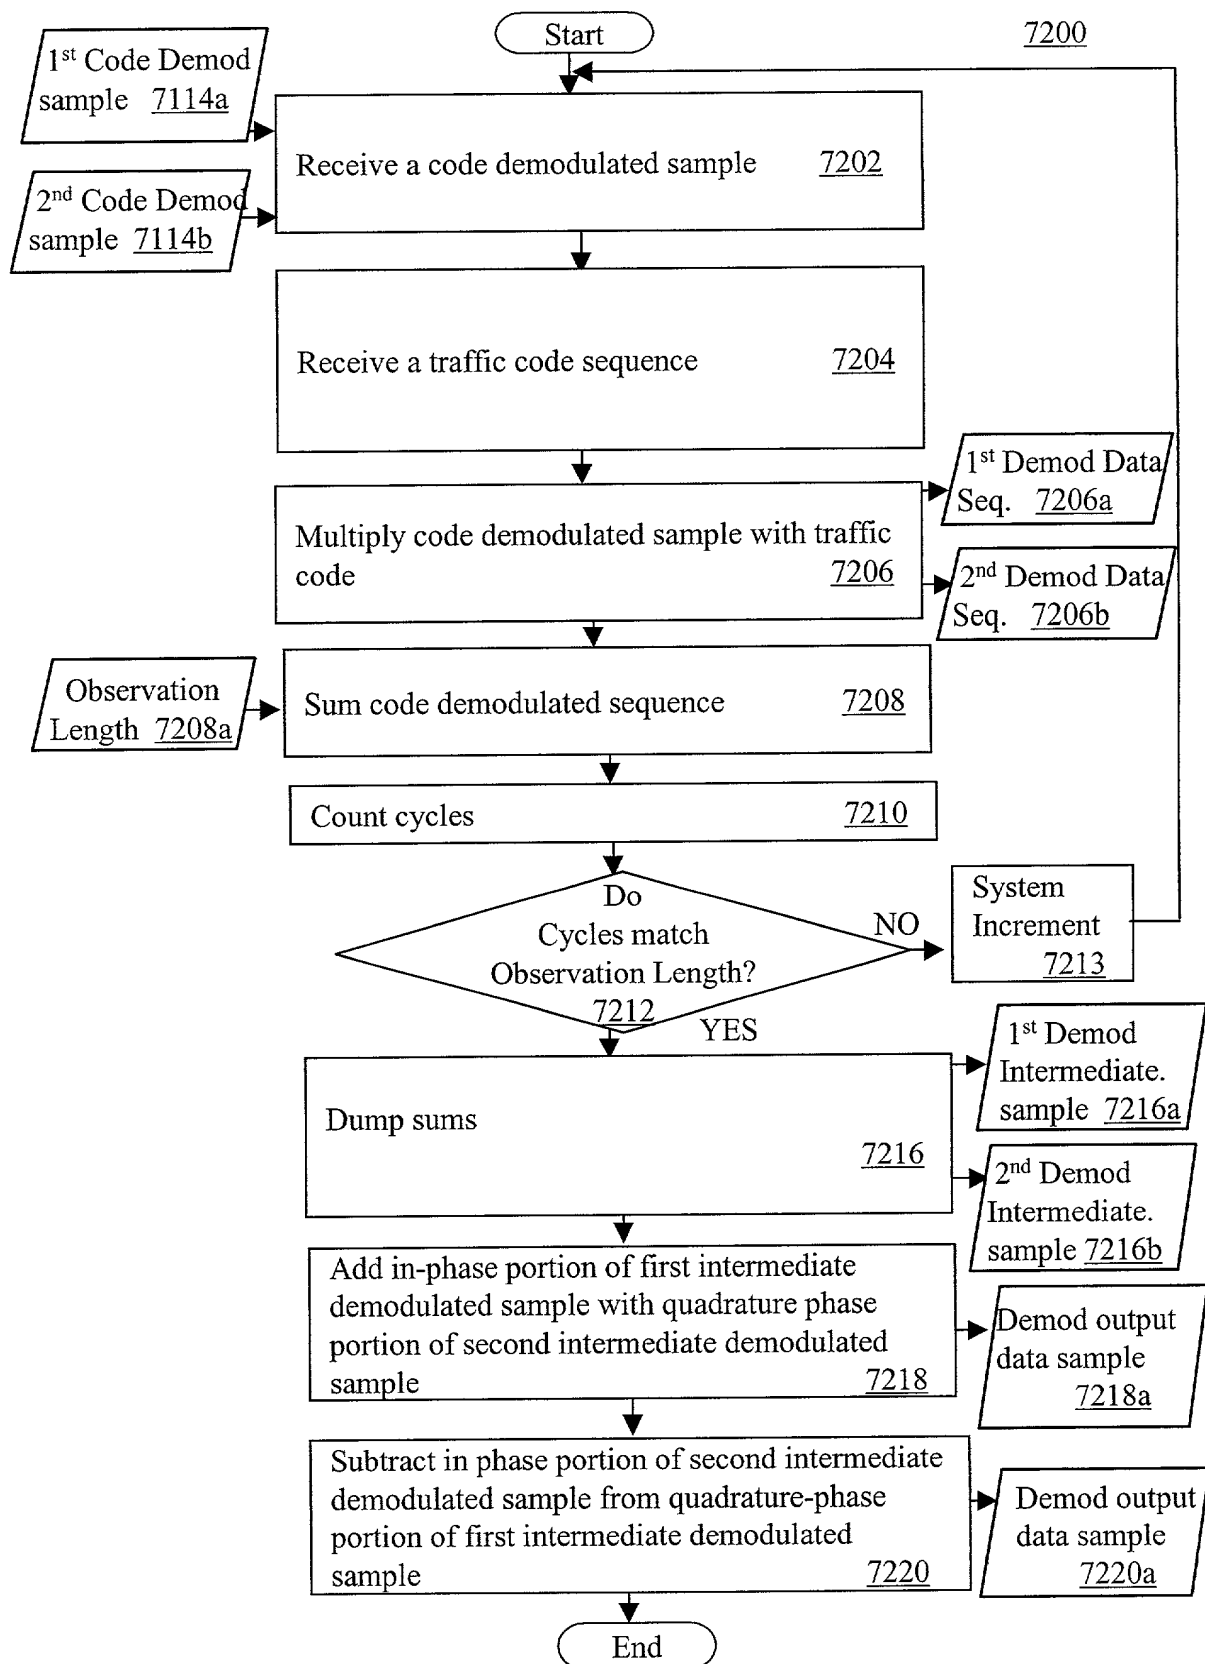 Start
7200
1st Code Demod
sample 7114a
Receive a code demodulated sample 7202
2nd Code Demod
sample 7114b
Receive a traffic code sequence 7204
1st Demod Data
Seq. 7206a
Multiply code demodulated sample with traffic
code 7206
2nd Demod Data
Seq. 7206b
Observation
Length 7208a
Sum code demodulated sequence 7208
Count cycles 7210
Do
Cycles match
Observation Length?
7212
NO
System
Increment
7213
YES
1st Demod
Intermediate.
sample 7216a
Dump sums
7216
2nd Demod
Intermediate.
sample 7216b
Add in-phase portion of first intermediate
demodulated sample with quadrature phase
portion of second intermediate demodulated
sample 7218
Demod output
data sample
7218a
Subtract in phase portion of second intermediate
demodulated sample from quadrature-phase
portion of first intermediate demodulated
sample 7220
Demod output
data sample
7220a
End